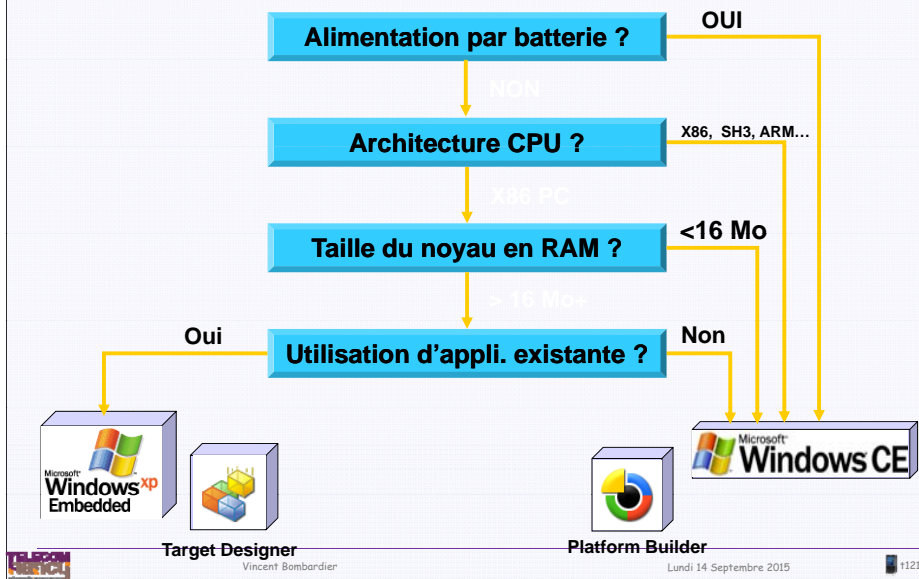 Alimentation par batterie ?
OUI
NON
Architecture CPU ?
X86, SH3, ARM…
X86 PC
Taille du noyau en RAM ?
<16 Mo
> 16 Mo+
Oui
Utilisation d’appli. existante ?
Non
Microsoft
Windows xp
Embedded
Microsoft
Windows CE
Target Designer
Platform Builder
TELECOM
Vincent Bombardier
Lundi 14 Septembre 2015
t121